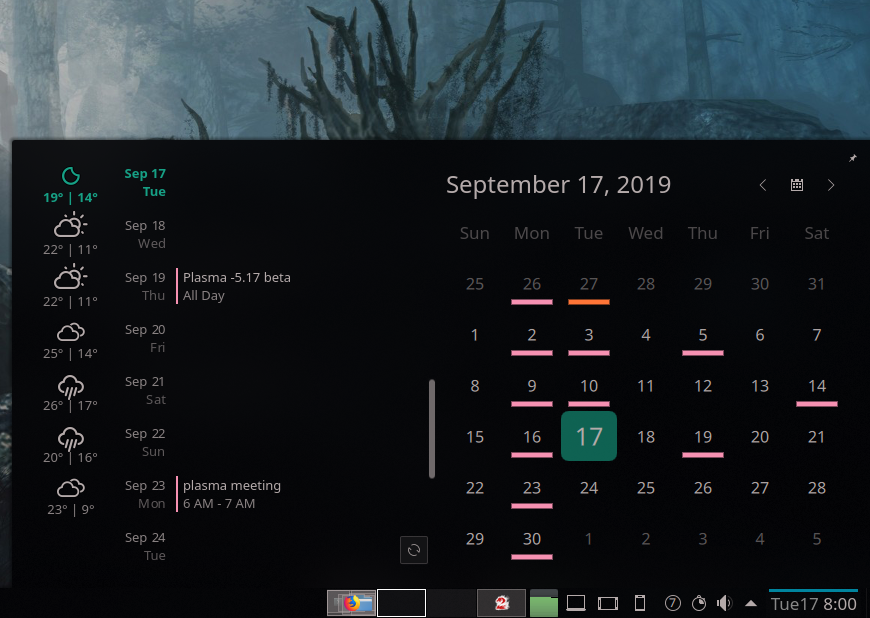 19° | 14°
Sep 17
Tue
22° | 11°
Sep 18
Wed
22° | 11°
Sep 19
Thu
Plasma -5.17 beta
All Day
25° | 14°
Sep 20
Fri
26° | 17°
Sep 21
Sat
20° | 16°
Sep 22
Sun
23° | 9°
Sep 23
Mon
plasma meeting
6 AM - 7 AM
Sep 24
Tue
September 17, 2019
Sun Mon Tue Wed Thu Fri Sat
25 26 27 28 29 30 31
1 2 3 4 5 6 7
8 9 10 11 12 13 14
15 16 17 18 19 20 21
22 23 24 25 26 27 28
29 30 1 2 3 4 5
2 7 Tue17 8:00